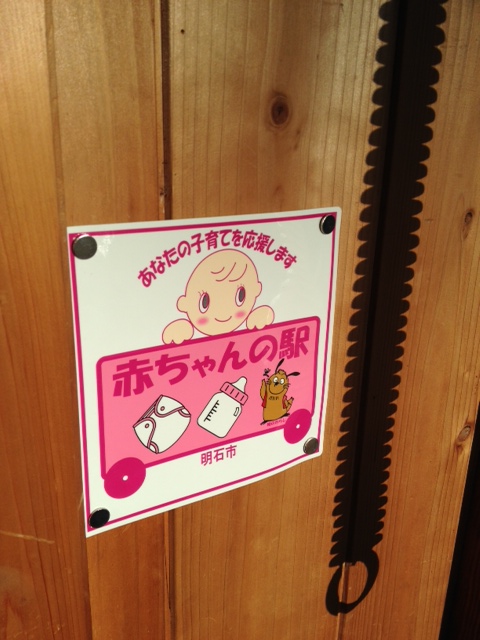 あなたの子育てを応援します
赤ちゃんの駅
明石市